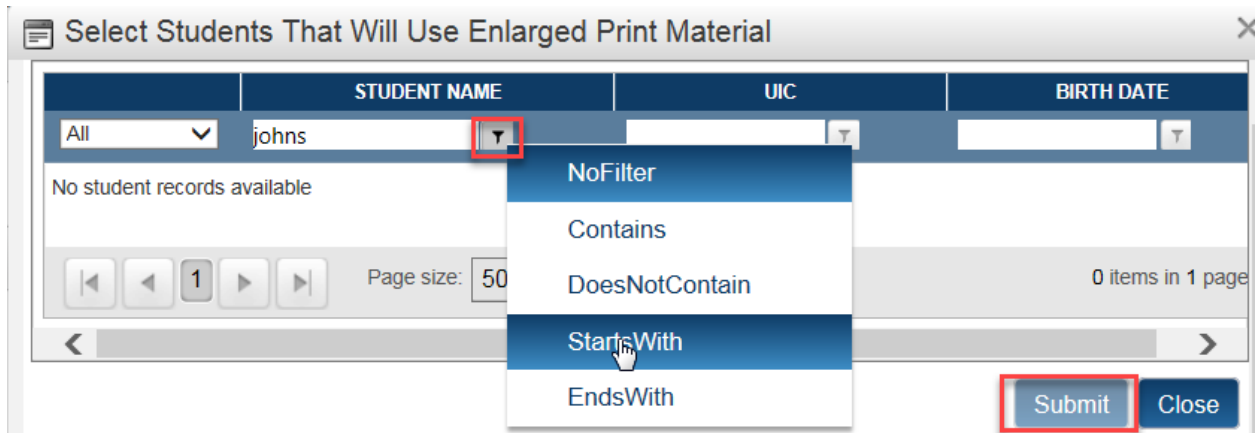 Select Students That Will Use Enlarged Print Material
STUDENT NAME UIC BIRTH DATE
All johns
NoFilter
No student records available
Contains
1 Page size: 50 DoesNotContain 0 items in 1 page
StartsWith
EndsWith
Submit Close